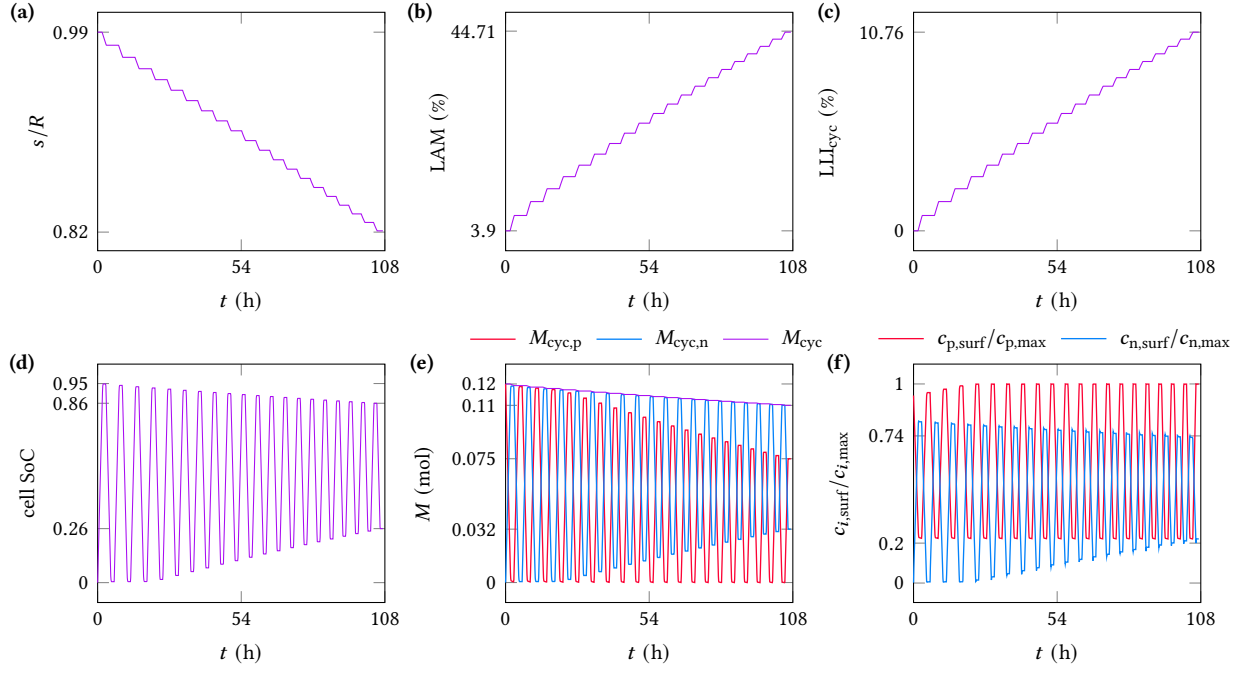 (a)
0.99
0.82
s/R
0
54
108
t (h)
(b)
44.71
3.9
LAM (%)
0
54
108
t (h)
(c)
10.76
0
LLIcyc (%)
0
54
108
t (h)
(d)
0.95
0.86
0.26
0
cell SoC
0
54
108
t (h)
Mcyc,p
Mcyc,n
Mcyc
(e)
0.12
0.11
0.075
0.032
0
M (mol)
0
54
108
t (h)
cp,surf/cp,max
cn,surf/cn,max
(f)
1
0.74
0.2
0
ci,surf/ci,max
0
54
108
t (h)